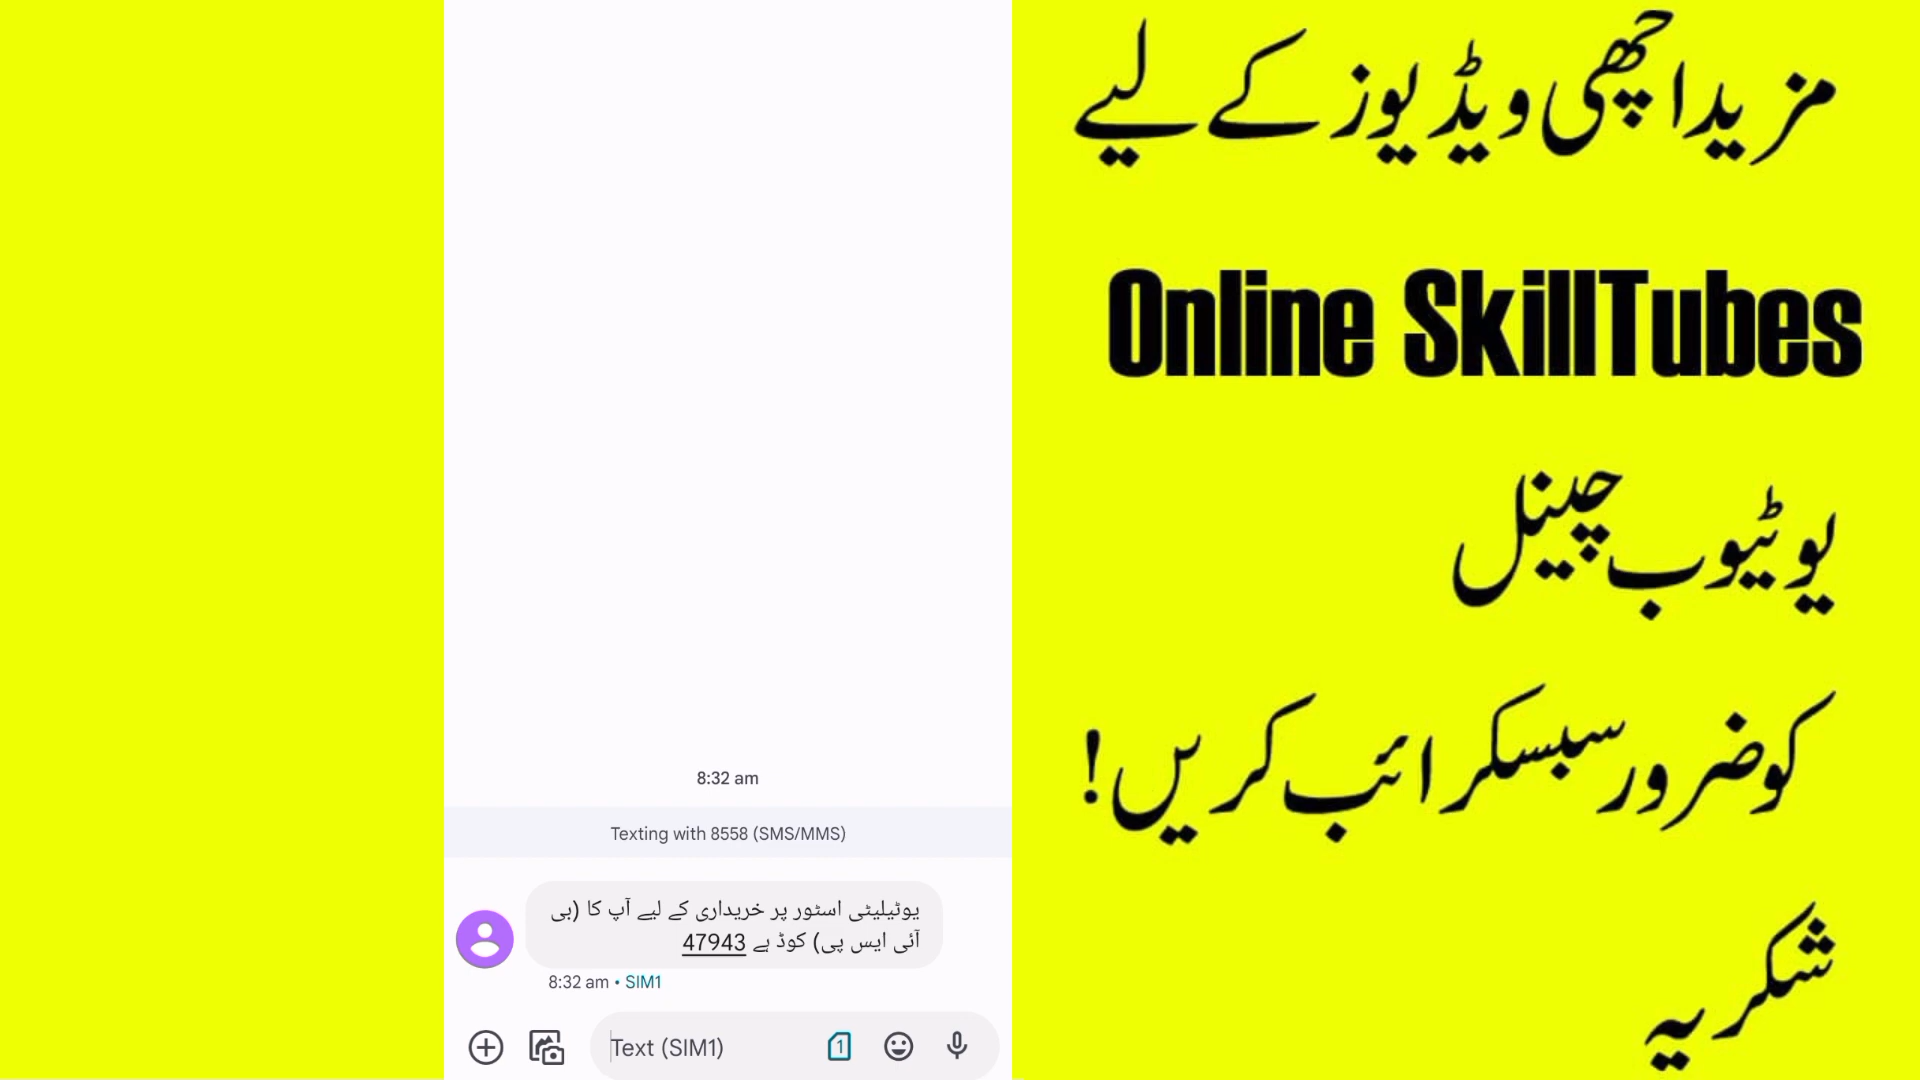 8:32 am
Texting with 8558 (SMS/MMS)
یوٹیلیٹی اسٹور پر خریداری کے لیے آپ کا (بی
آئی ایس پی) کوڈ ہے 47943
8:32 am • SIM1
Text (SIM1)
1
مزید اچھی ویڈیوز کے لیے
Online SkillTubes
یوٹیوب چینل
کو ضرور سبسکرائب کریں!
شکریہ